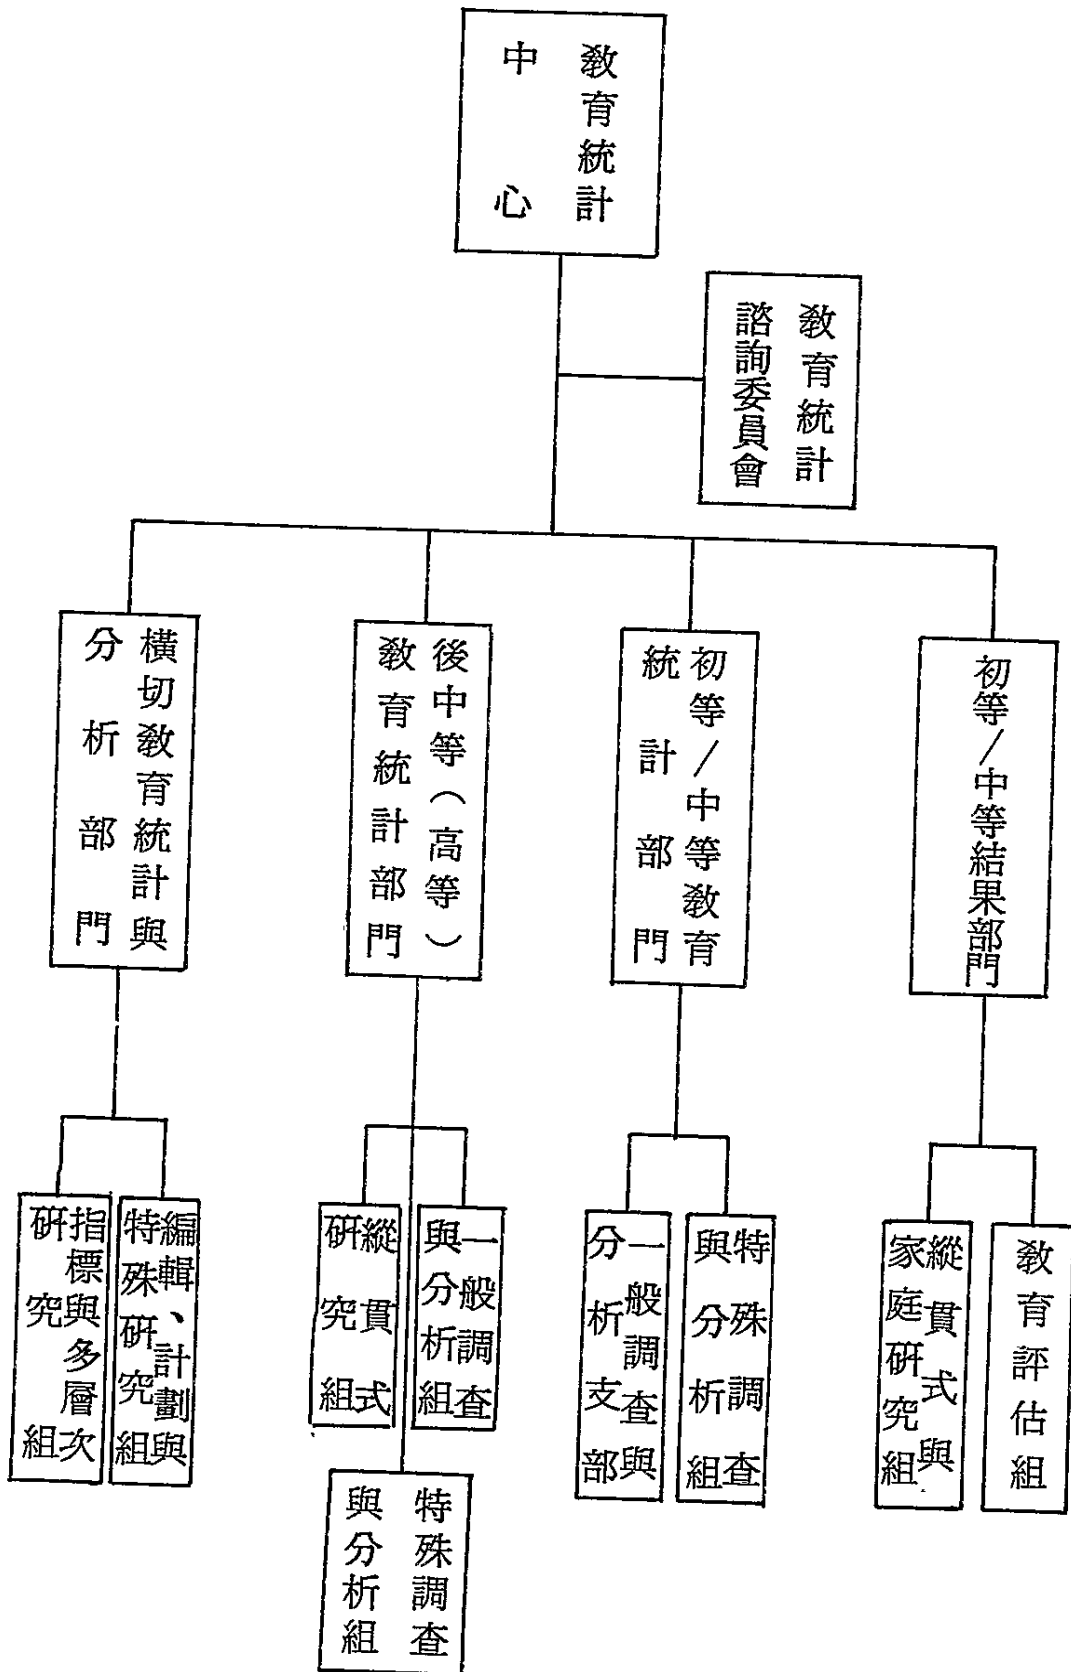 教育統計
中心
教育統計
諮詢委員會
初等/中等結果部門
初等/中等教育
統計部門
後中等(高等)
教育統計部門
橫切教育統計與
分析部門
教育評估組
縱貫式與
家庭研究組
特殊調查
與分析組
一般調查與
分析支部
一般調查
與分析組
縱貫式
研究組
特殊調查
與分析組
編輯、計劃與
特殊研究組
指標與多層次
研究組